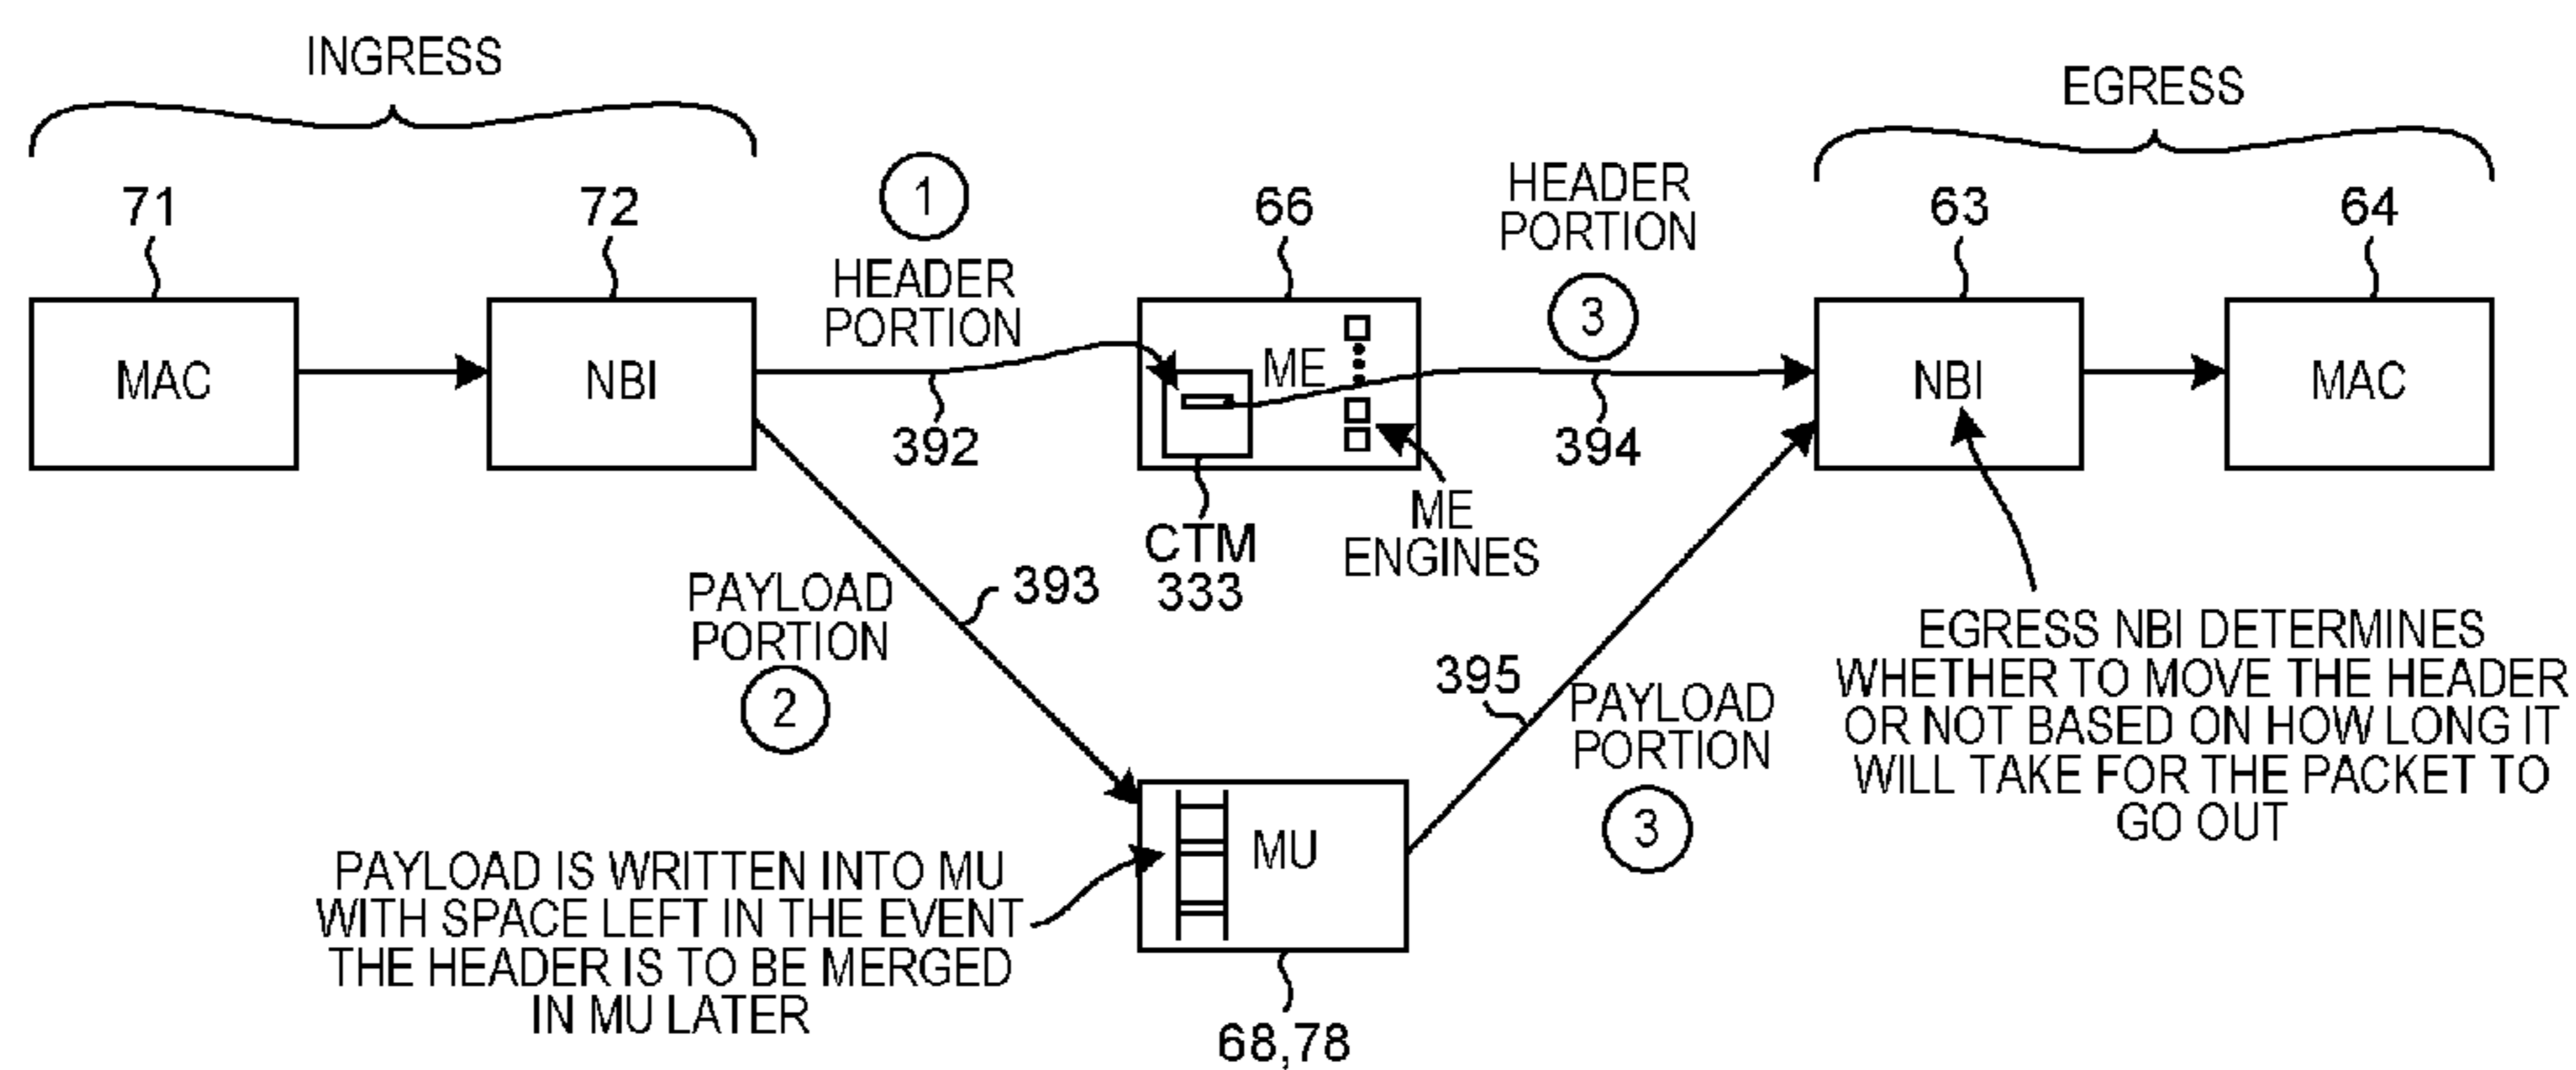 INGRESS
EGRESS
71
72
1
HEADER
PORTION
66
HEADER
PORTION
3
63
64
MAC
NBI
ME
NBI
MAC
392
394
CTM
333
ME
ENGINES
PAYLOAD
PORTION
2
393
395
PAYLOAD
PORTION
3
EGRESS NBI DETERMINES
WHETHER TO MOVE THE HEADER
OR NOT BASED ON HOW LONG IT
WILL TAKE FOR THE PACKET TO
GO OUT
MU
PAYLOAD IS WRITTEN INTO MU
WITH SPACE LEFT IN THE EVENT
THE HEADER IS TO BE MERGED
IN MU LATER
68,78